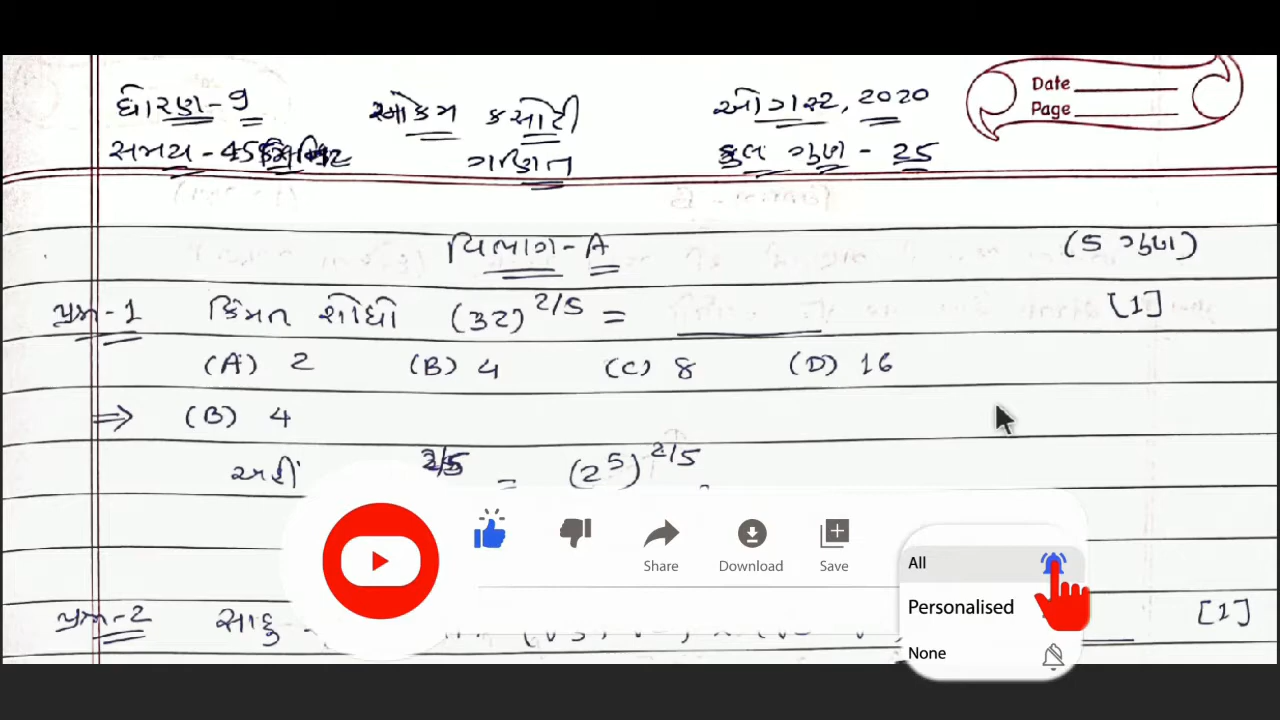 ધોરણ-9 એકમ કસોટી ઓગસ્ટ, 2020
સમય-45 મિનિટ ગણિત કુલ ગુણ - 25
Date
Page
વિભાગ-A (5 ગુણ)
પ્રશ્ન-1 કિંમત શોધો (32)^2/5 = ______ [1]
(A) 2 (B) 4 (C) 8 (D) 16
⇒ (B) 4
અહીં 2/5 = (2^5)^2/5
Share Download Save
All
Personalised
None
પ્રશ્ન-2 સાદુ [1]